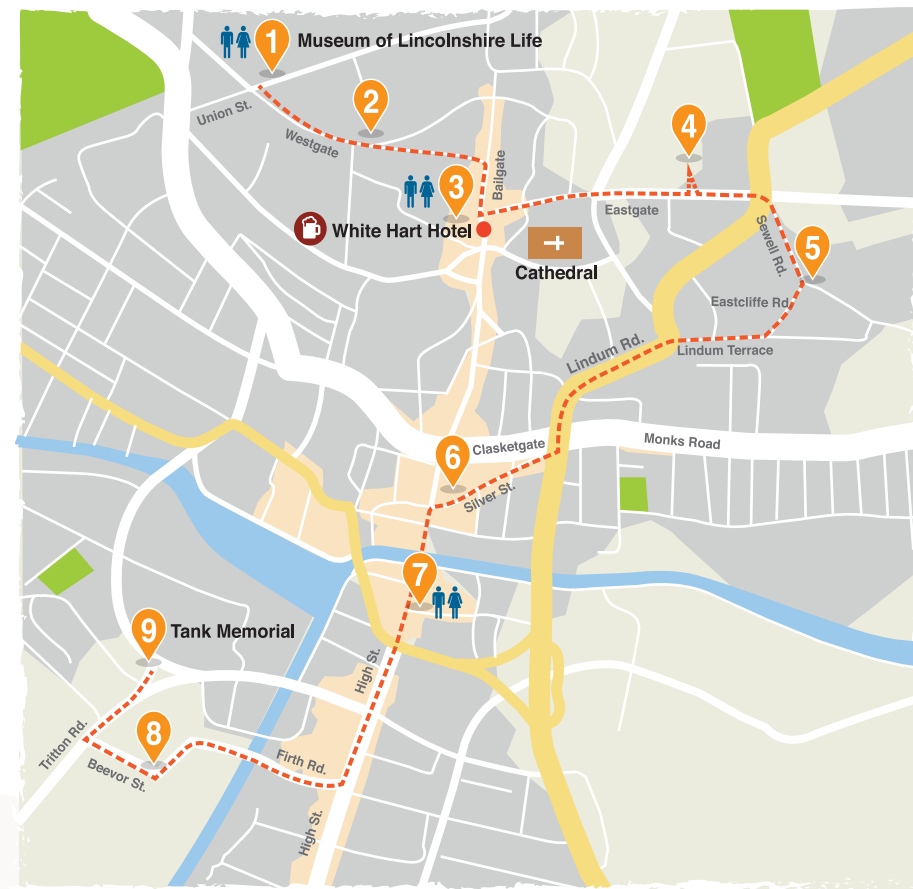 1
Museum of Lincolnshire Life
Union St.
2
Westgate
Bailgate
4
3
Eastgate
White Hart Hotel
Cathedral
Sewell Rd.
5
Eastcliffe Rd.
Lindum Rd.
Lindum Terrace
6
Clasketgate
Monks Road
Silver St.
7
9
Tank Memorial
High St.
Tritton Rd.
8
Beevor St.
Firth Rd.
High St.